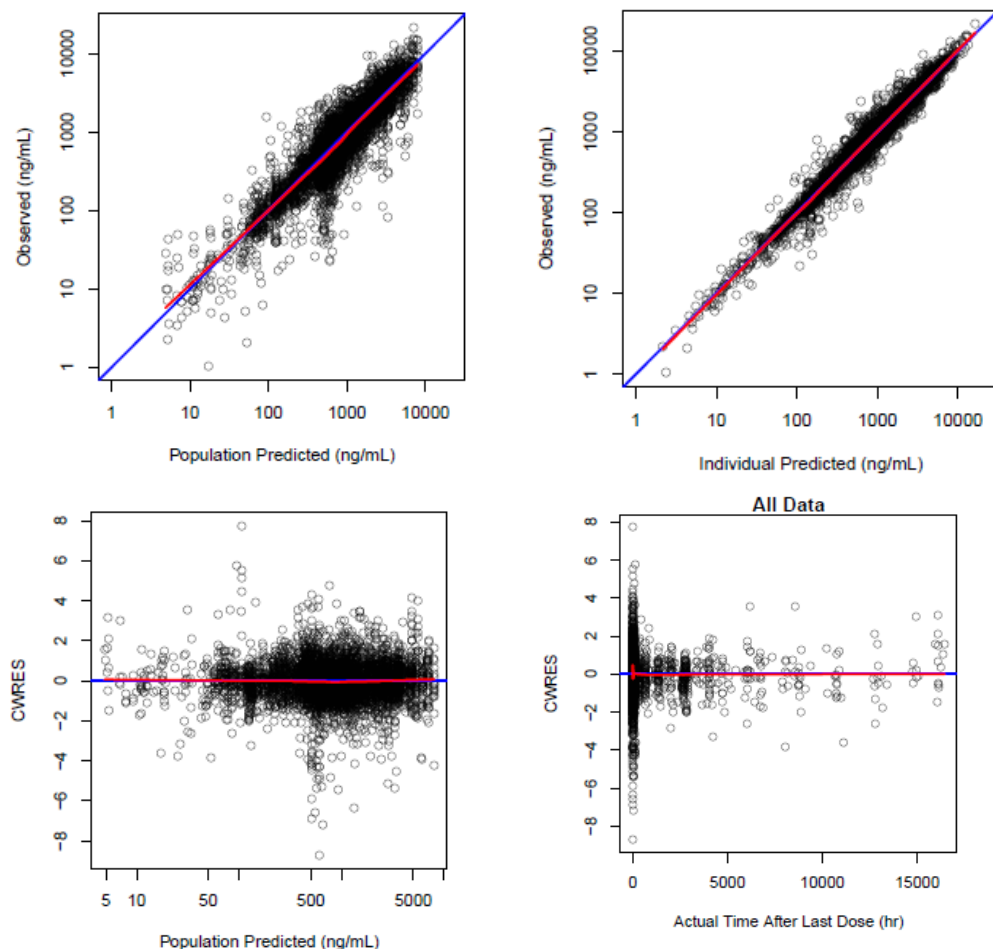 10000
1000
100
10
1
Observed (ng/mL)
1 10 100 1000 10000
Population Predicted (ng/mL)
10000
1000
100
10
1
Observed (ng/mL)
1 10 100 1000 10000
Individual Predicted (ng/mL)
8
6
4
2
0
−2
−4
−6
−8
CWRES
5 10 50 500 5000
Population Predicted (ng/mL)
All Data
8
6
4
2
0
−2
−4
−6
−8
CWRES
0 5000 10000 15000
Actual Time After Last Dose (hr)